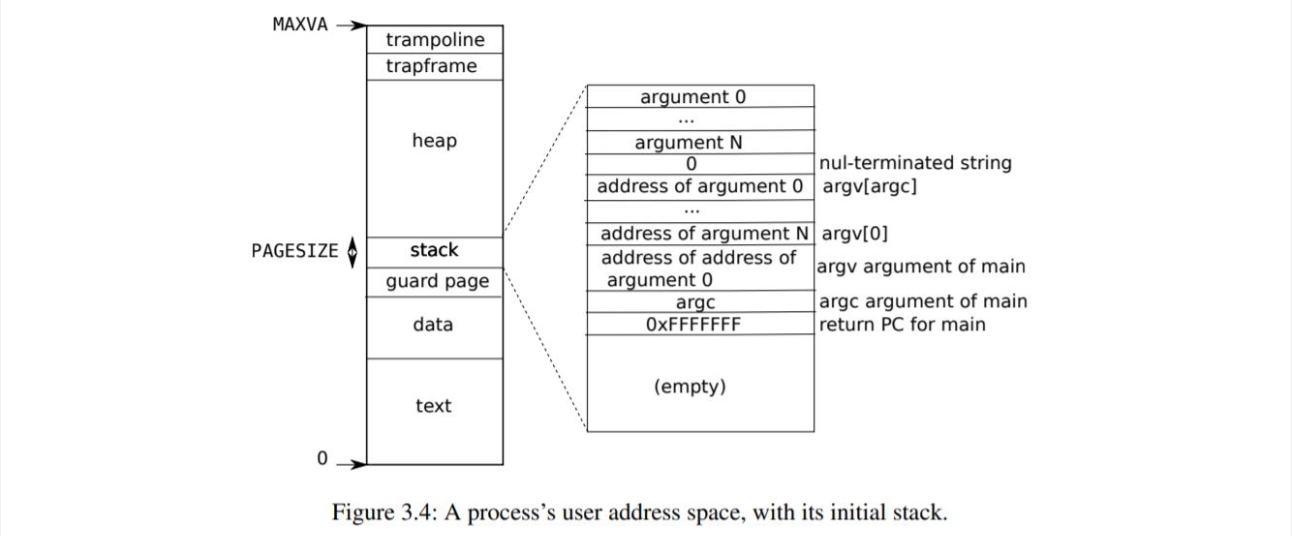 MAXVA
trampoline
trapframe
heap
PAGESIZE
stack
guard page
data
text
0
argument 0
...
argument N
0 nul-terminated string
address of argument 0 argv[argc]
...
address of argument N argv[0]
address of address of
argument 0
argv argument of main
argc argc argument of main
0xFFFFFFF return PC for main
(empty)
Figure 3.4: A process's user address space, with its initial stack.